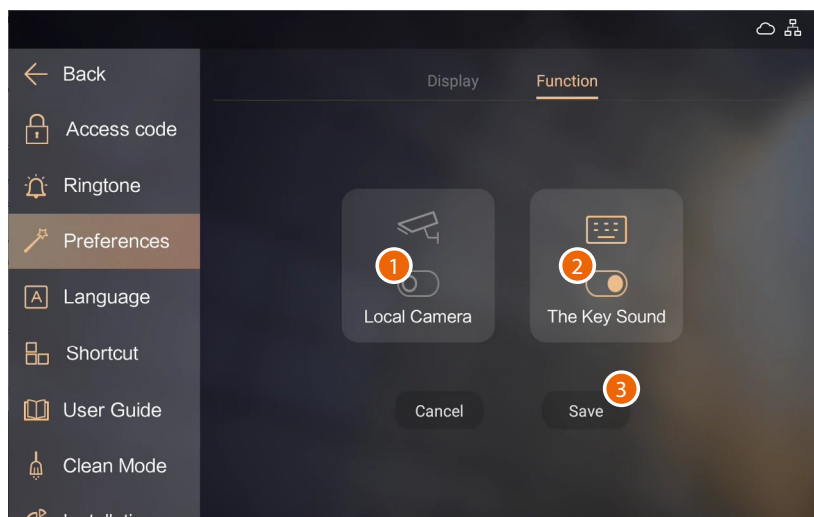 Back
Access code
Ringtone
Preferences
A Language
Shortcut
User Guide
Clean Mode
Display Function
1 2
Local Camera The Key Sound
3
Cancel Save